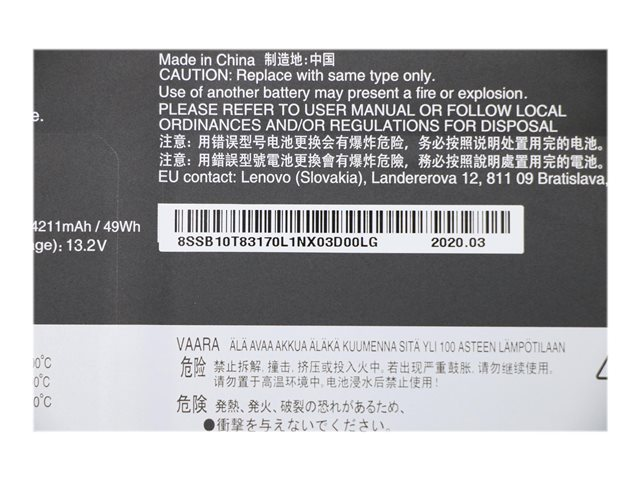 Made in China 制造地:中国
CAUTION: Replace with same type only.
Use of another battery may present a fire or explosion.
PLEASE REFER TO USER MANUAL OR FOLLOW LOCAL
ORDINANCES AND/OR REGULATIONS FOR DISPOSAL
注意: 用错误型号电池更换会有爆炸危险, 务必按照说明处置用完的电池。
注意: 用錯誤型號電池更換會有爆炸危險, 務必按照說明處置用完的電池。
EU contact: Lenovo (Slovakia), Landererova 12, 811 09 Bratislava,
e.
4211mAh / 49Wh
age): 13.2V
8SSB10T83170L1NX03D00LG 2020.03
VAARA ÄLÄ AVAA AKKUA ÄLÄKÄ KUUMENNA SITÄ YLI 100 ASTEEN LÄMPÖTILAAN
危险 禁止拆解, 撞击, 挤压或投入火中。若出现严重鼓胀, 请勿继续使用。
请勿置于高温环境中, 电池浸水后禁止使用!
0°C
0°C
0°C
危険 発熱、発火、破裂の恐れがあるため、
●衝撃を与えないでください。